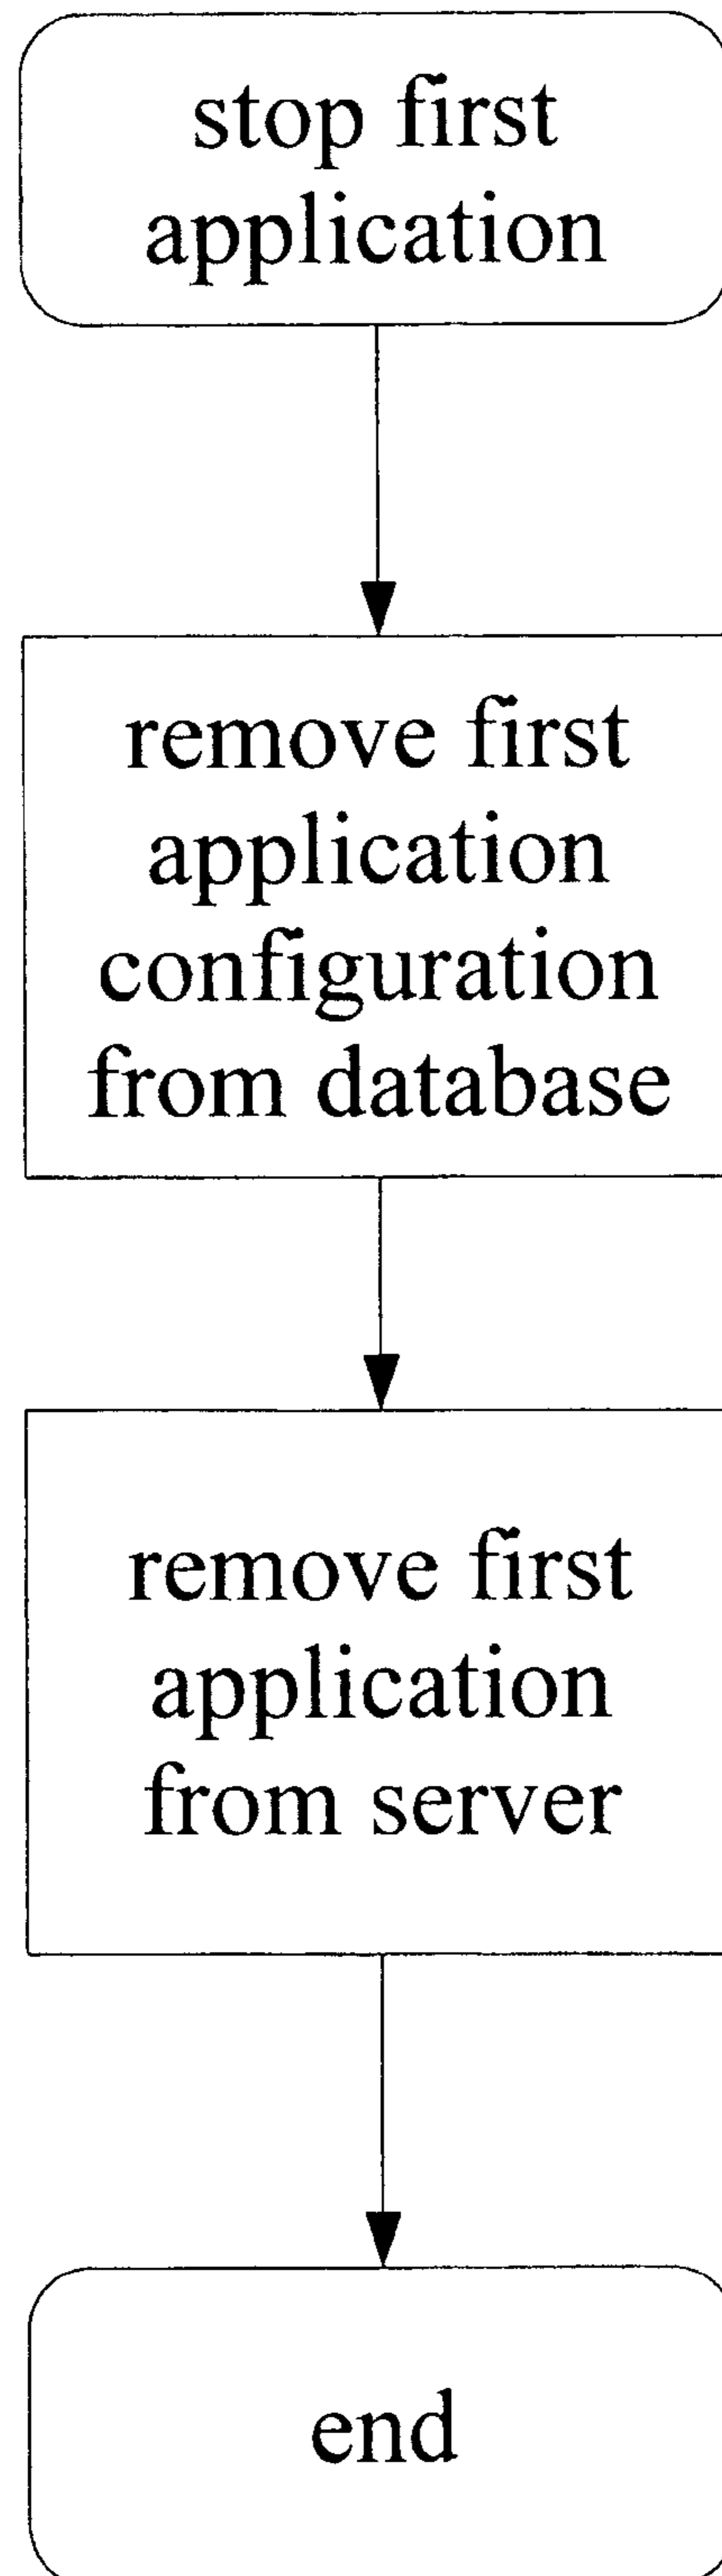 stop first
application
remove first
application
configuration
from database
remove first
application
from server
end